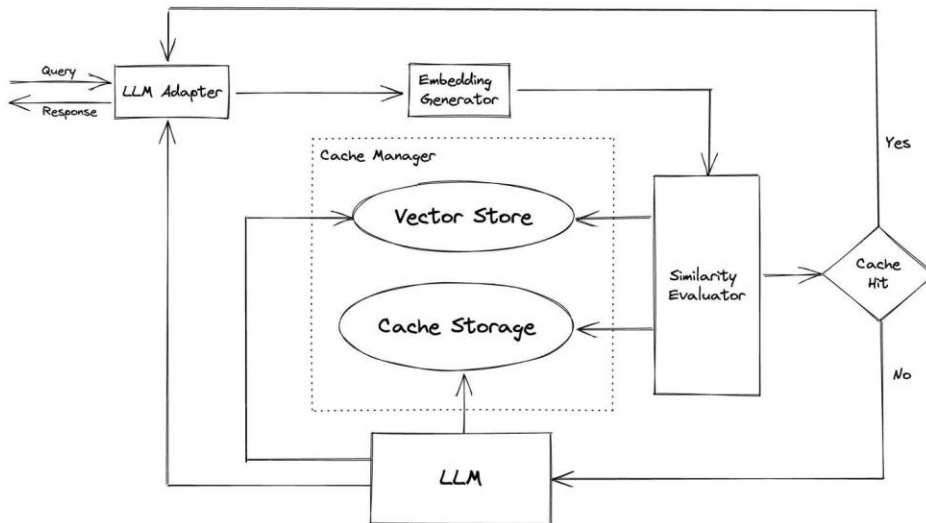 Query
LLM Adapter
Response
Embedding
Generator
Yes
Cache Manager
Vector Store
Similarity
Evaluator
Cache
Hit
Cache Storage
No
LLM